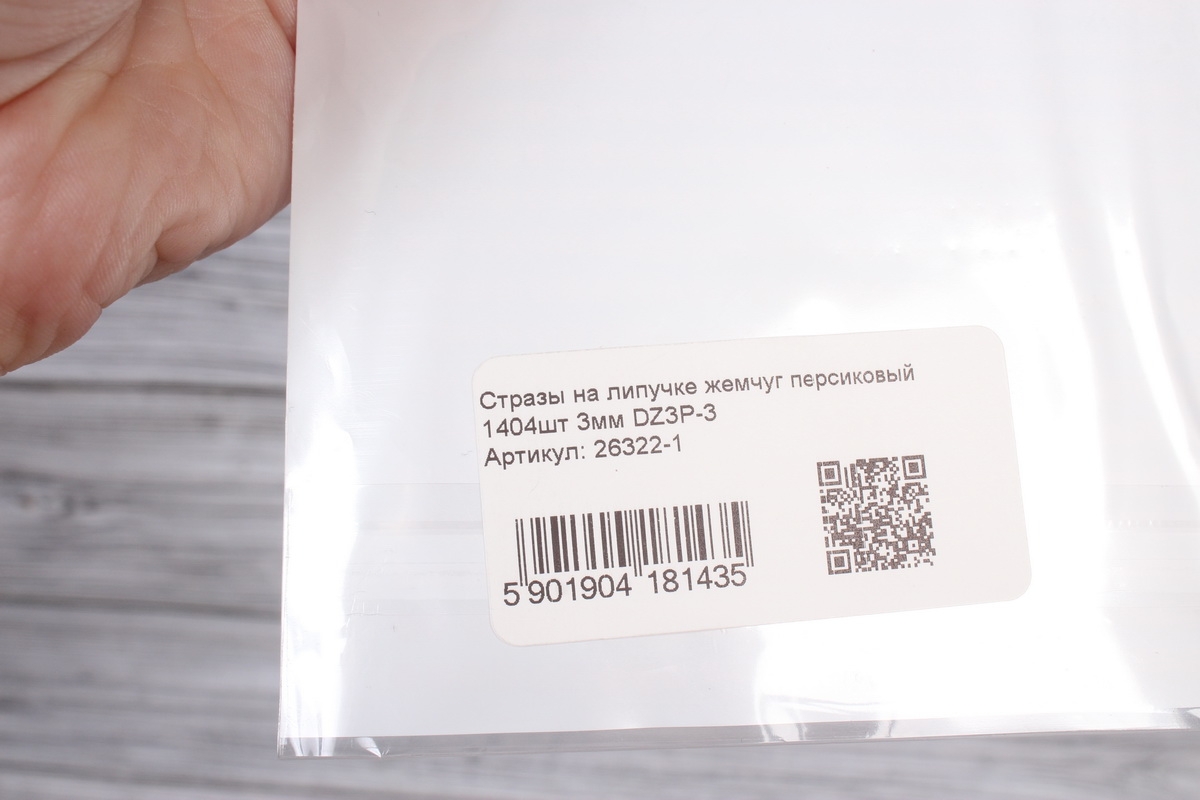 Стразы на липучке жемчуг персиковый
1404шт 3мм DZ3P-3
Артикул: 26322-1
5 901904 181435